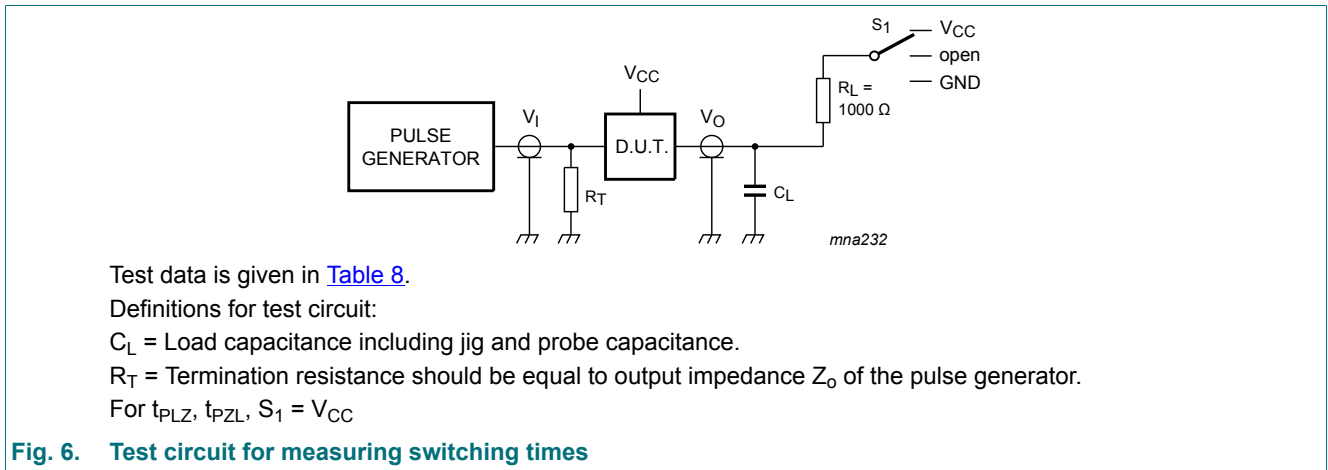 S1
VCC
open
GND
RL =
1000 Ω
VCC
VI
VO
PULSE
GENERATOR
D.U.T.
RT
CL
mna232
Test data is given in Table 8.
Definitions for test circuit:
CL = Load capacitance including jig and probe capacitance.
RT = Termination resistance should be equal to output impedance Zo of the pulse generator.
For tPLZ, tPZL, S1 = VCC
Fig. 6. Test circuit for measuring switching times